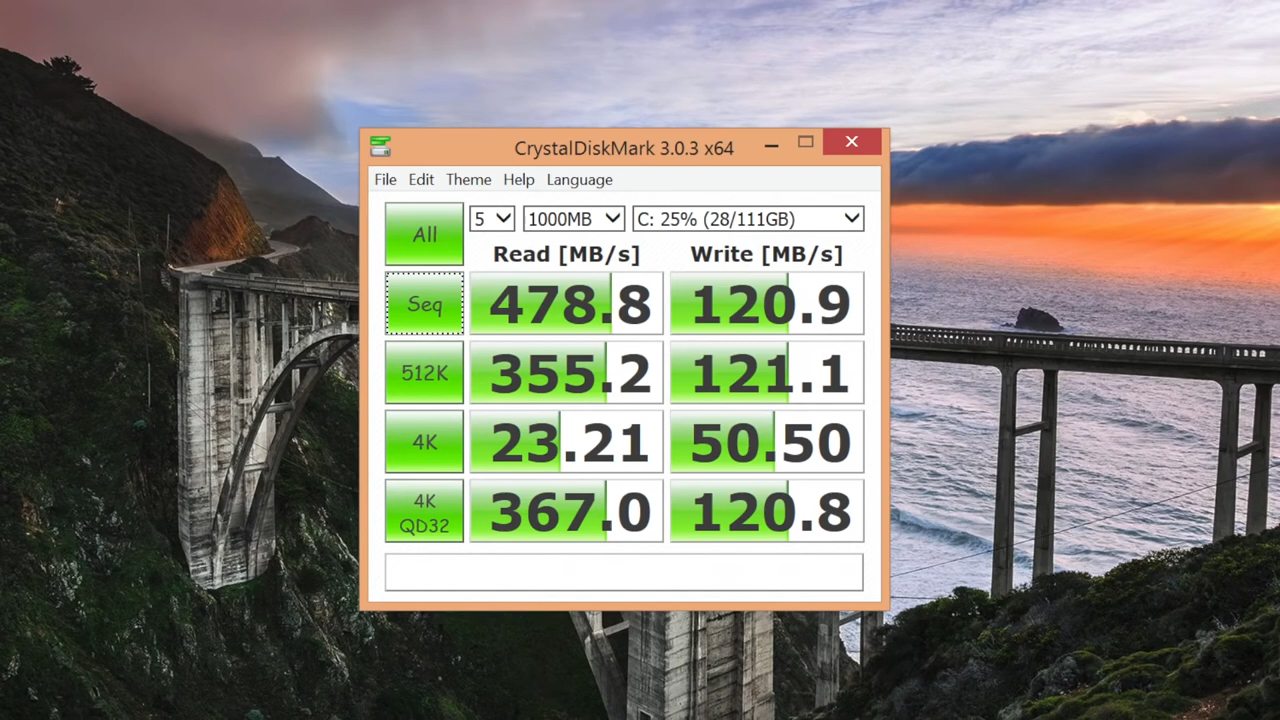 CrystalDiskMark 3.0.3 x64
File Edit Theme Help Language
All 5 1000MB C: 25% (28/111GB)
Read [MB/s] Write [MB/s]
Seq 478.8 120.9
512K 355.2 121.1
4K 23.21 50.50
4K QD32 367.0 120.8